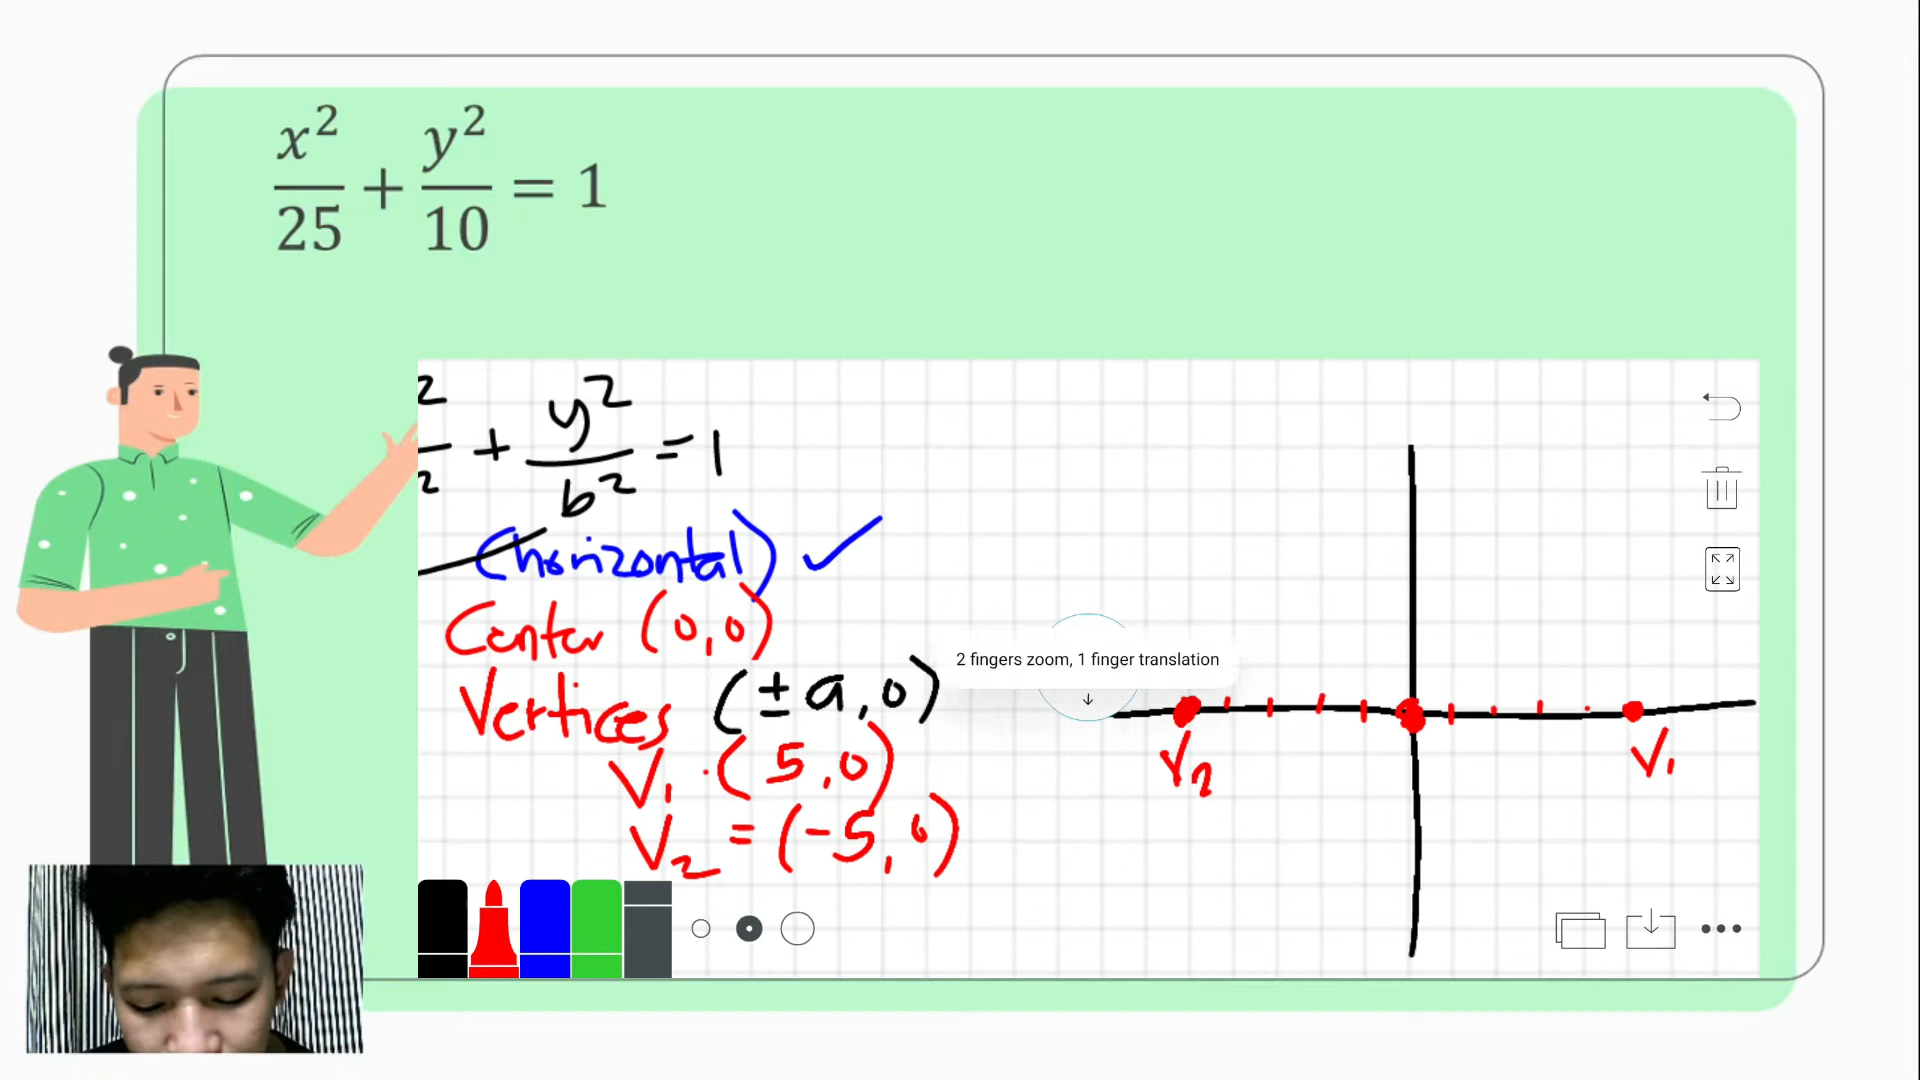 x²/25 + y²/10 = 1
2
2 + y²/b² = 1
(horizontal) ✓
Center (0,0)
Vertices (±a,0)
V₁ (5,0)
V₂ = (-5,0)
2 fingers zoom, 1 finger translation
V₂
V₁